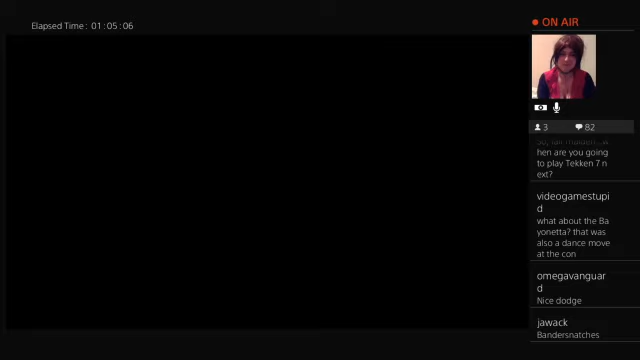 Elapsed Time : 01:05:06
ON AIR
3 82
hen are you going
to play Tekken 7 n
ext?
videogamestupi
d
what about the Ba
yonetta? that was
also a dance move
at the con
omegavanguar
d
Nice dodge
jawack
Bandersnatches